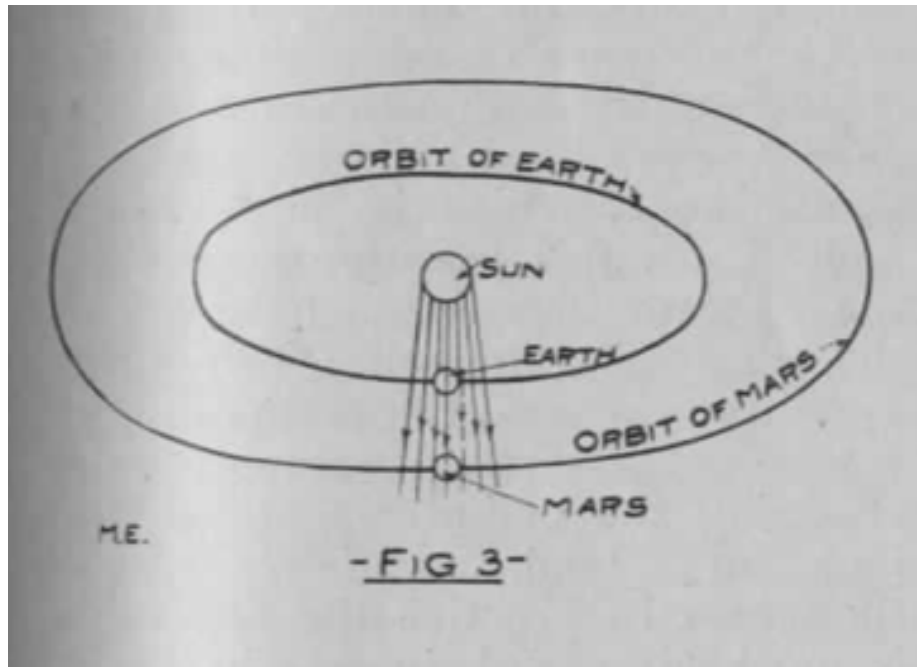 ORBIT OF EARTH
SUN
EARTH
ORBIT OF MARS
MARS
M.E.
-FIG 3-